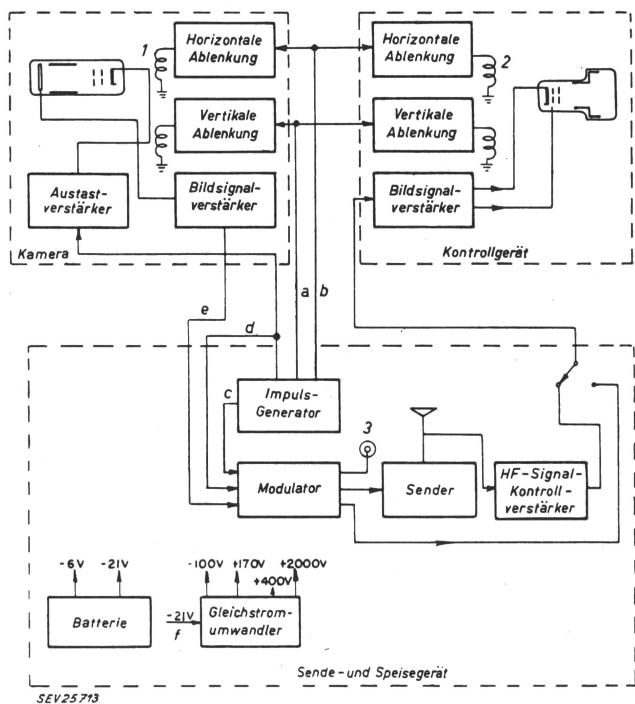 1
Horizontale
Ablenkung
Horizontale
Ablenkung
2
Vertikale
Ablenkung
Vertikale
Ablenkung
Austast-
verstärker
Bildsignal-
verstärker
Bildsignal-
verstärker
Kamera
Kontrollgerät
e
a
b
d
c
Impuls-
Generator
3
Modulator
Sender
HF-Signal-
Kontroll-
verstärker
-6V
-21V
-100V
+170V
+400V
+2000V
Batterie
-21V
f
Gleichstrom-
umwandler
Sende- und Speisegerät
SEV25713